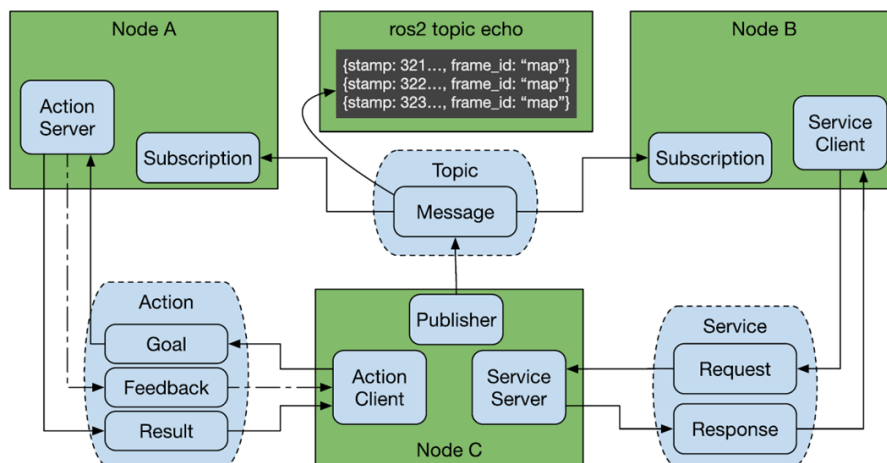 Node A
ros2 topic echo
Node B
{stamp: 321..., frame_id: “map”}
{stamp: 322..., frame_id: “map”}
{stamp: 323..., frame_id: “map”}
Action
Server
Subscription
Service
Client
Subscription
Topic
Message
Action
Goal
Feedback
Result
Publisher
Action
Client
Service
Server
Node C
Service
Request
Response